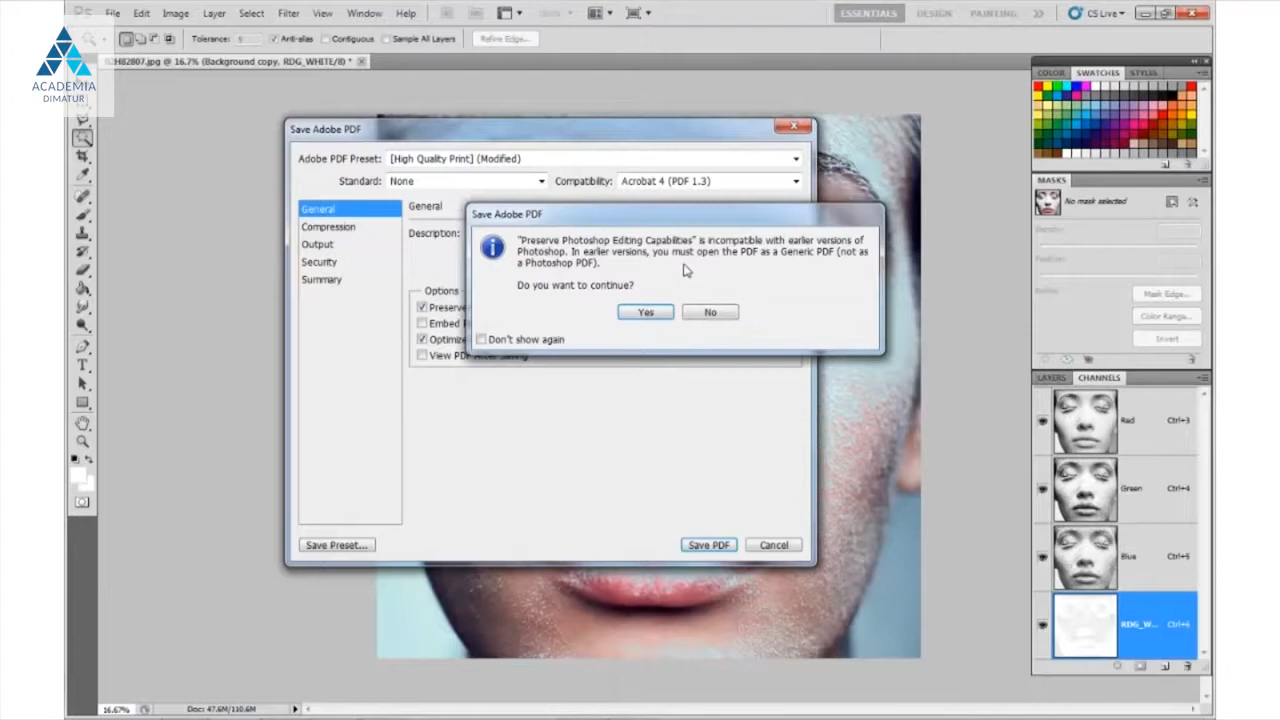 File Edit Image Layer Select Filter View Window Help
ESSENTIALS DESIGN PAINTING CS Live
Tolerance: Anti-alias Contiguous Sample All Layers Refine Edge...
ACADEMIA
DIMATUR
82807.jpg @ 16.7% (Background copy, RDG_WHITE/8) *
COLOR SWATCHES STYLES
Save Adobe PDF
Adobe PDF Preset: [High Quality Print] (Modified)
Standard: None Compatibility: Acrobat 4 (PDF 1.3)
General
Compression
Output
Security
Summary
General
Description:
Options
Preserve
Embed
Optimize
View PDF After Saving
Save Preset... Save PDF Cancel
Save Adobe PDF
"Preserve Photoshop Editing Capabilities" is incompatible with earlier versions of
Photoshop. In earlier versions, you must open the PDF as a Generic PDF (not as
a Photoshop PDF).
Do you want to continue?
Yes No
Don't show again
MASKS
No mask selected
Mask Edge...
Color Range...
Invert
LAYERS CHANNELS
Red Ctrl+3
Green Ctrl+4
Blue Ctrl+5
RDG_W... Ctrl+6
16.67% Doc: 47.6M/110.6M